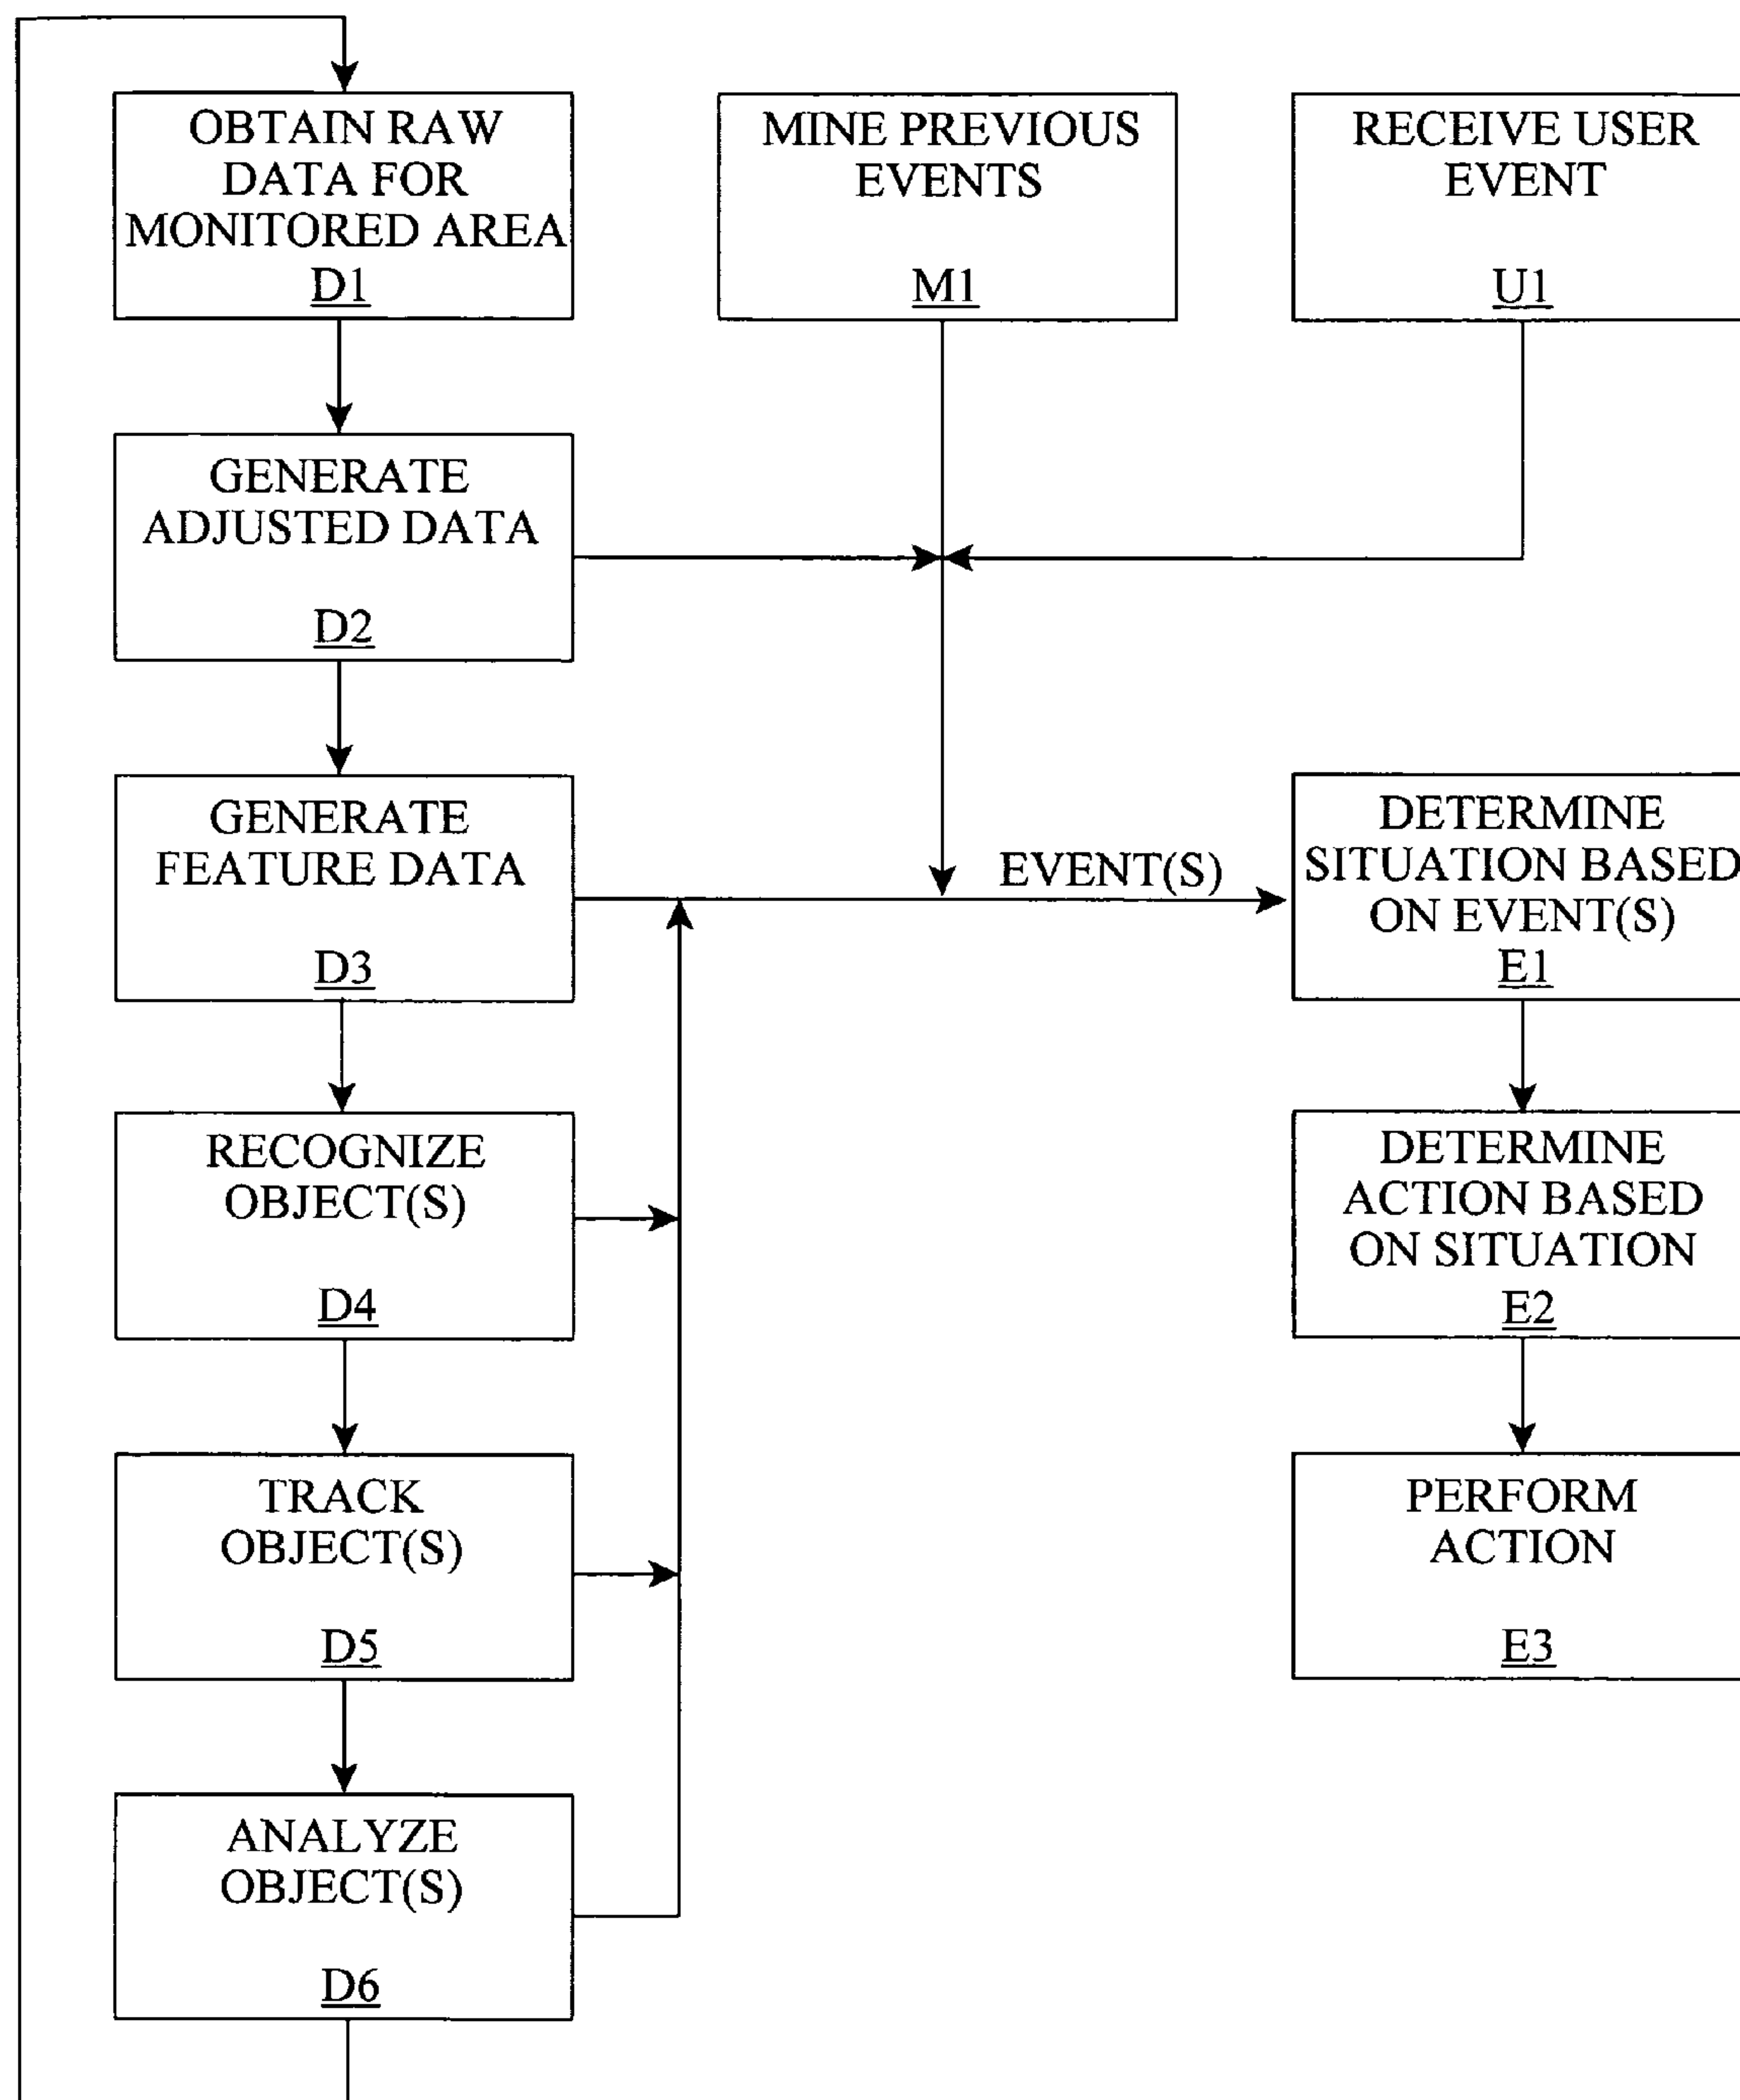 OBTAIN RAW
DATA FOR
MONITORED AREA
D1
MINE PREVIOUS
EVENTS
M1
RECEIVE USER
EVENT
U1
GENERATE
ADJUSTED DATA
D2
GENERATE
FEATURE DATA
D3
EVENT(S)
DETERMINE
SITUATION BASED
ON EVENT(S)
E1
RECOGNIZE
OBJECT(S)
D4
DETERMINE
ACTION BASED
ON SITUATION
E2
TRACK
OBJECT(S)
D5
PERFORM
ACTION
E3
ANALYZE
OBJECT(S)
D6